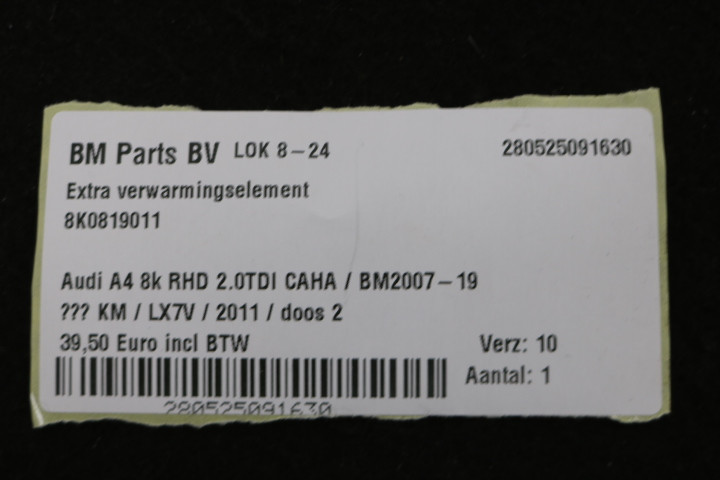 BM Parts BV LOK 8-24 280525091630
Extra verwarmingselement
8K0819011
Audi A4 8k RHD 2.0TDI CAHA / BM2007-19
??? KM / LX7V / 2011 / doos 2
39,50 Euro incl BTW Verz: 10
Aantal: 1
280525091630